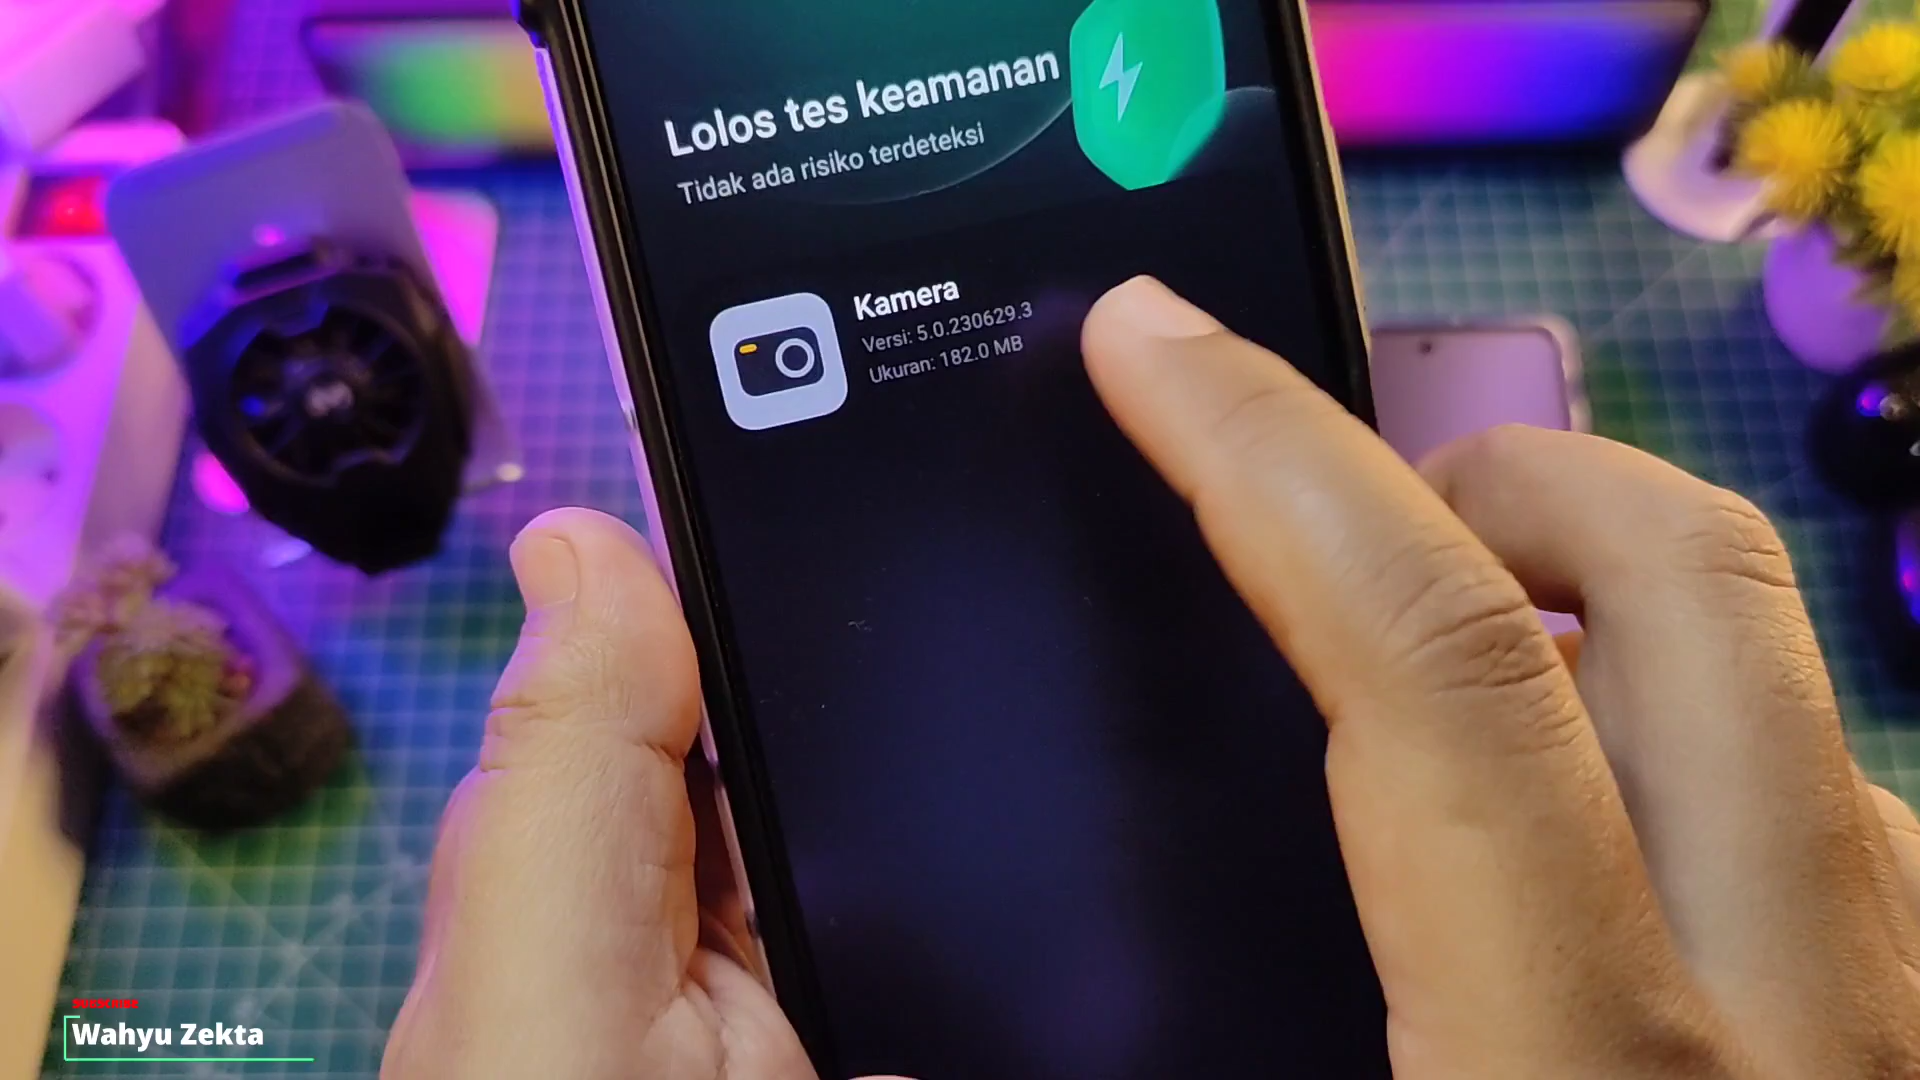 Lolos tes keamanan
Tidak ada risiko terdeteksi
Kamera
Versi: 5.0.230629.3
Ukuran: 182.0 MB
SUBSCRIBE
Wahyu Zekta